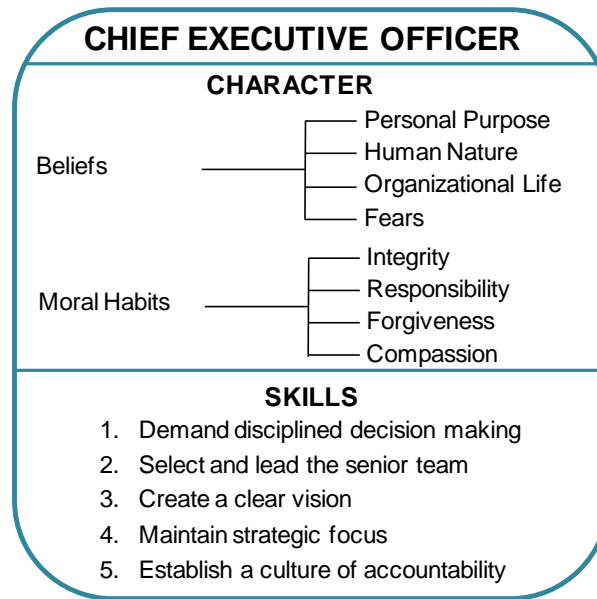 CHIEF EXECUTIVE OFFICER
CHARACTER
Beliefs
Personal Purpose
Human Nature
Organizational Life
Fears
Moral Habits
Integrity
Responsibility
Forgiveness
Compassion
SKILLS
1. Demand disciplined decision making
2. Select and lead the senior team
3. Create a clear vision
4. Maintain strategic focus
5. Establish a culture of accountability